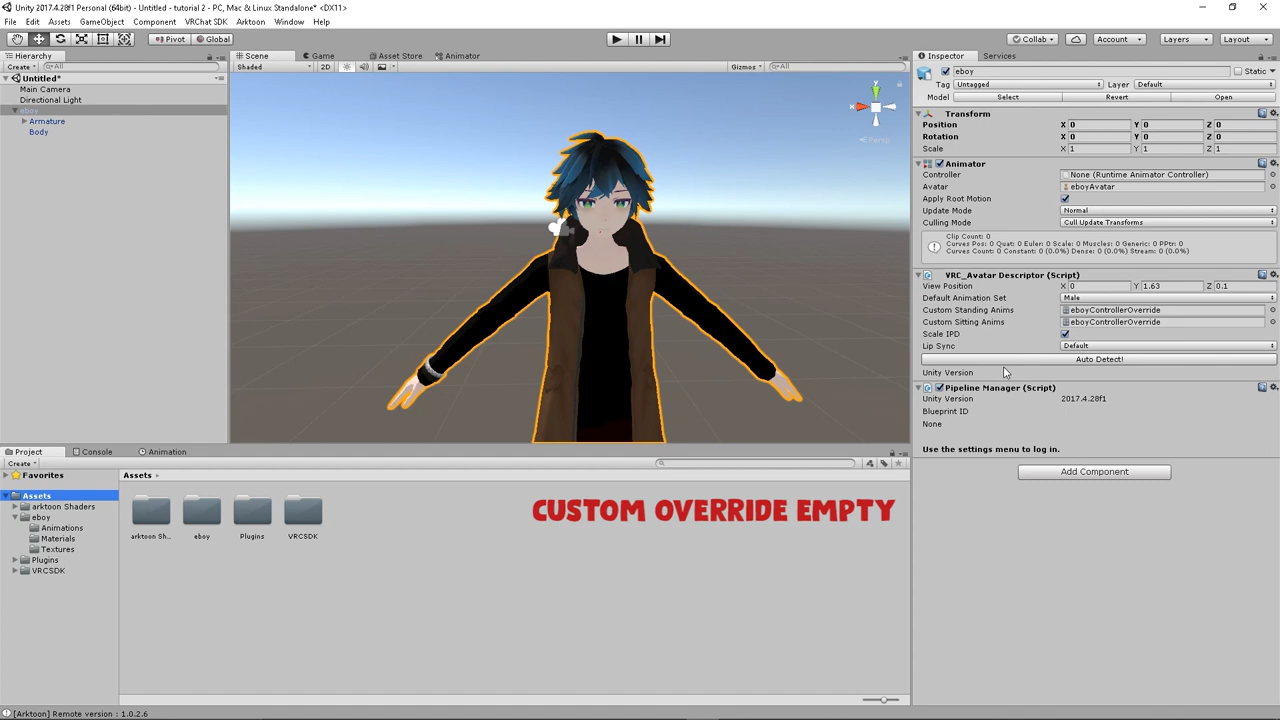 Unity 2017.4.28f1 Personal (64bit) - Untitled - tutorial 2 - PC, Mac & Linux Standalone* <DX11>
File Edit Assets GameObject Component VRChat SDK Arktoon Window Help
Pivot Global Collab Account Layers Layout
Hierarchy
Create All
Untitled*
Main Camera
Directional Light
eboy
Armature
Body
Scene Game Asset Store Animator
Shaded 2D Gizmos All
Persp
Inspector Services
eboy Static
Tag Untagged Layer Default
Model Select Revert Open
Transform
Position X 0 Y 0 Z 0
Rotation X 0 Y 0 Z 0
Scale X 1 Y 1 Z 1
Animator
Controller None (Runtime Animator Controller)
Avatar eboyAvatar
Apply Root Motion
Update Mode Normal
Culling Mode Cull Update Transforms
Clip Count: 0
Curves Pos: 0 Quat: 0 Euler: 0 Scale: 0 Muscles: 0 Generic: 0 PPtr: 0
Curves Count: 0 Constant: 0 (0.0%) Dense: 0 (0.0%) Stream: 0 (0.0%)
VRC_Avatar Descriptor (Script)
View Position X 0 Y 1.63 Z 0.1
Default Animation Set Male
Custom Standing Anims eboyControllerOverride
Custom Sitting Anims eboyControllerOverride
Scale IPD
Lip Sync Default
Auto Detect!
Unity Version
Pipeline Manager (Script)
Unity Version 2017.4.28f1
Blueprint ID
None
Use the settings menu to log in.
Add Component
Project Console Animation
Create
Favorites
Assets
arktoon Shaders
eboy
Animations
Materials
Textures
Plugins
VRCSDK
Assets
arktoon Sh... eboy Plugins VRCSDK
CUSTOM OVERRIDE EMPTY
[Arktoon] Remote version : 1.0.2.6